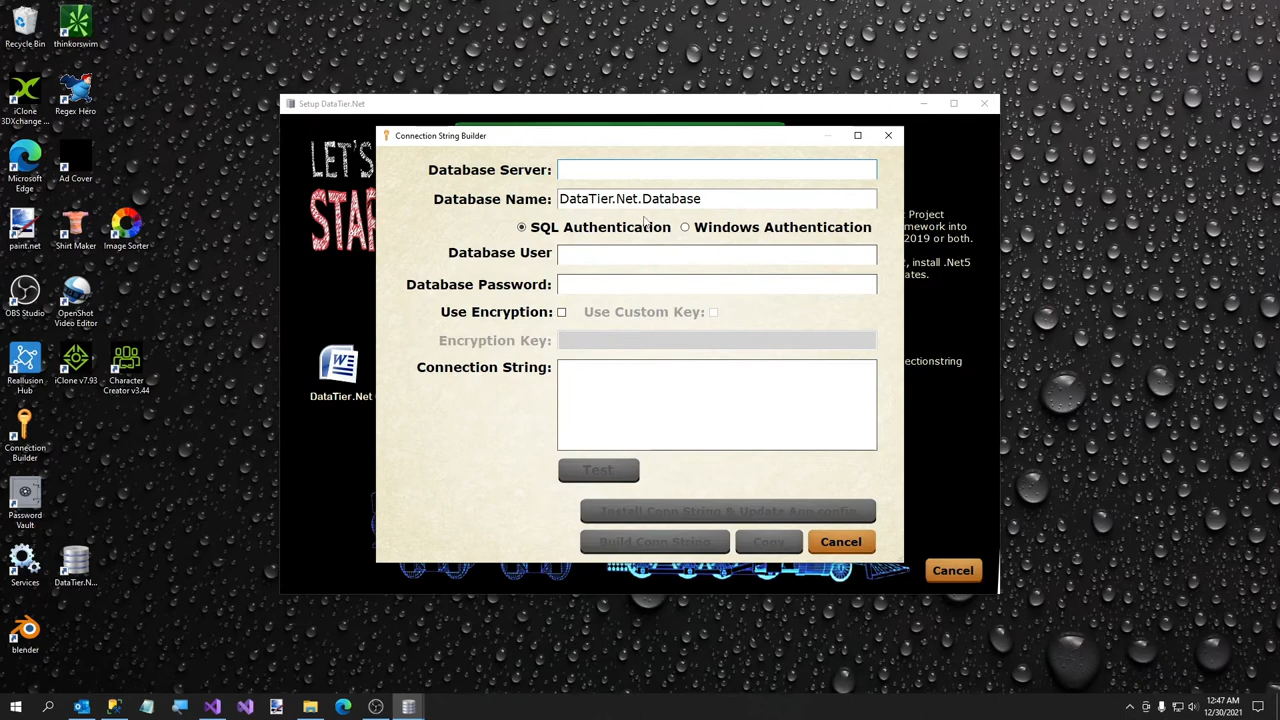 Recycle Bin
thinkorswim
iClone
3DXchange ...
Regex Hero
Microsoft
Edge
Ad Cover
paint.net
Shirt Maker
Image Sorter
OBS Studio
OpenShot
Video Editor
Reallusion
Hub
iClone v7.93
Character
Creator v3.44
Connection
Builder
Password
Vault
Services
DataTier.N...
blender
Setup DataTier.Net
LET'S
STAR
DataTier.Net
t Project
mework into
2019 or both.
, install .Net5
ates.
nectionstring
Cancel
Connection String Builder
Database Server:
Database Name: DataTier.Net.Database
SQL Authentication Windows Authentication
Database User
Database Password:
Use Encryption: Use Custom Key:
Encryption Key:
Connection String:
Test
Install Conn String & Update App.config
Build Conn String Copy Cancel
12:47 AM
12/30/2021